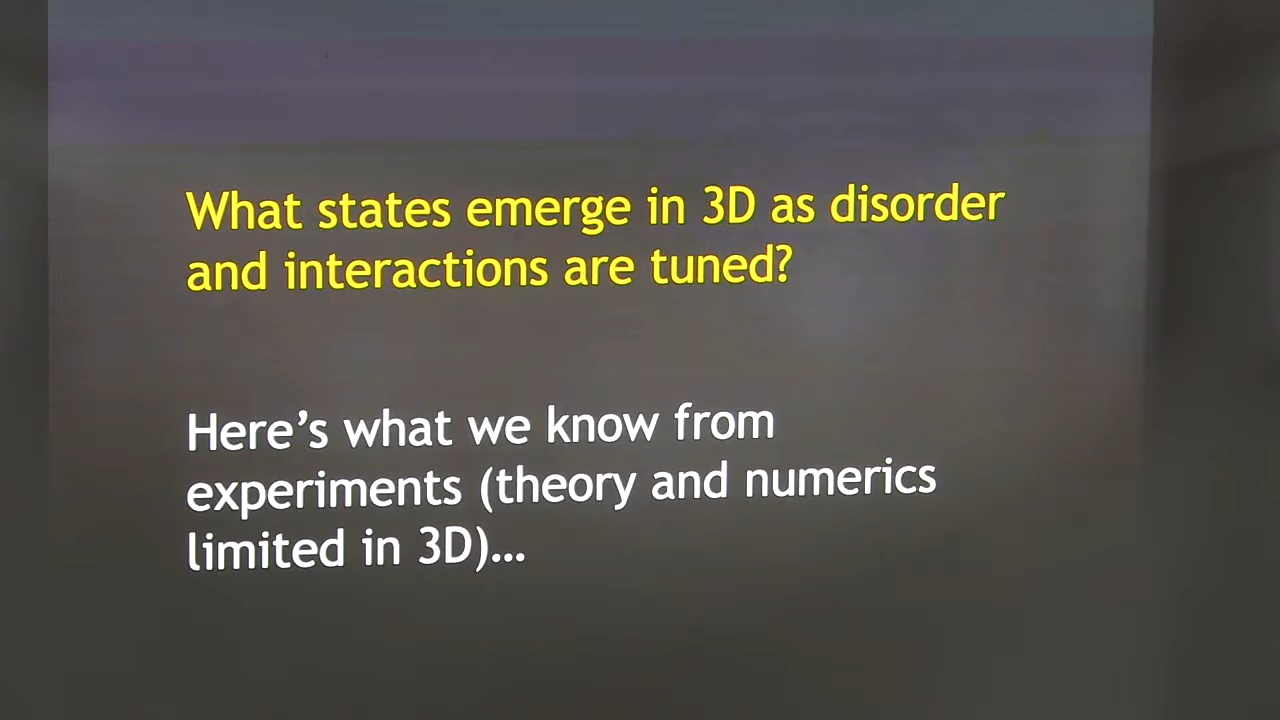 What states emerge in 3D as disorder
and interactions are tuned?
Here’s what we know from
experiments (theory and numerics
limited in 3D)…